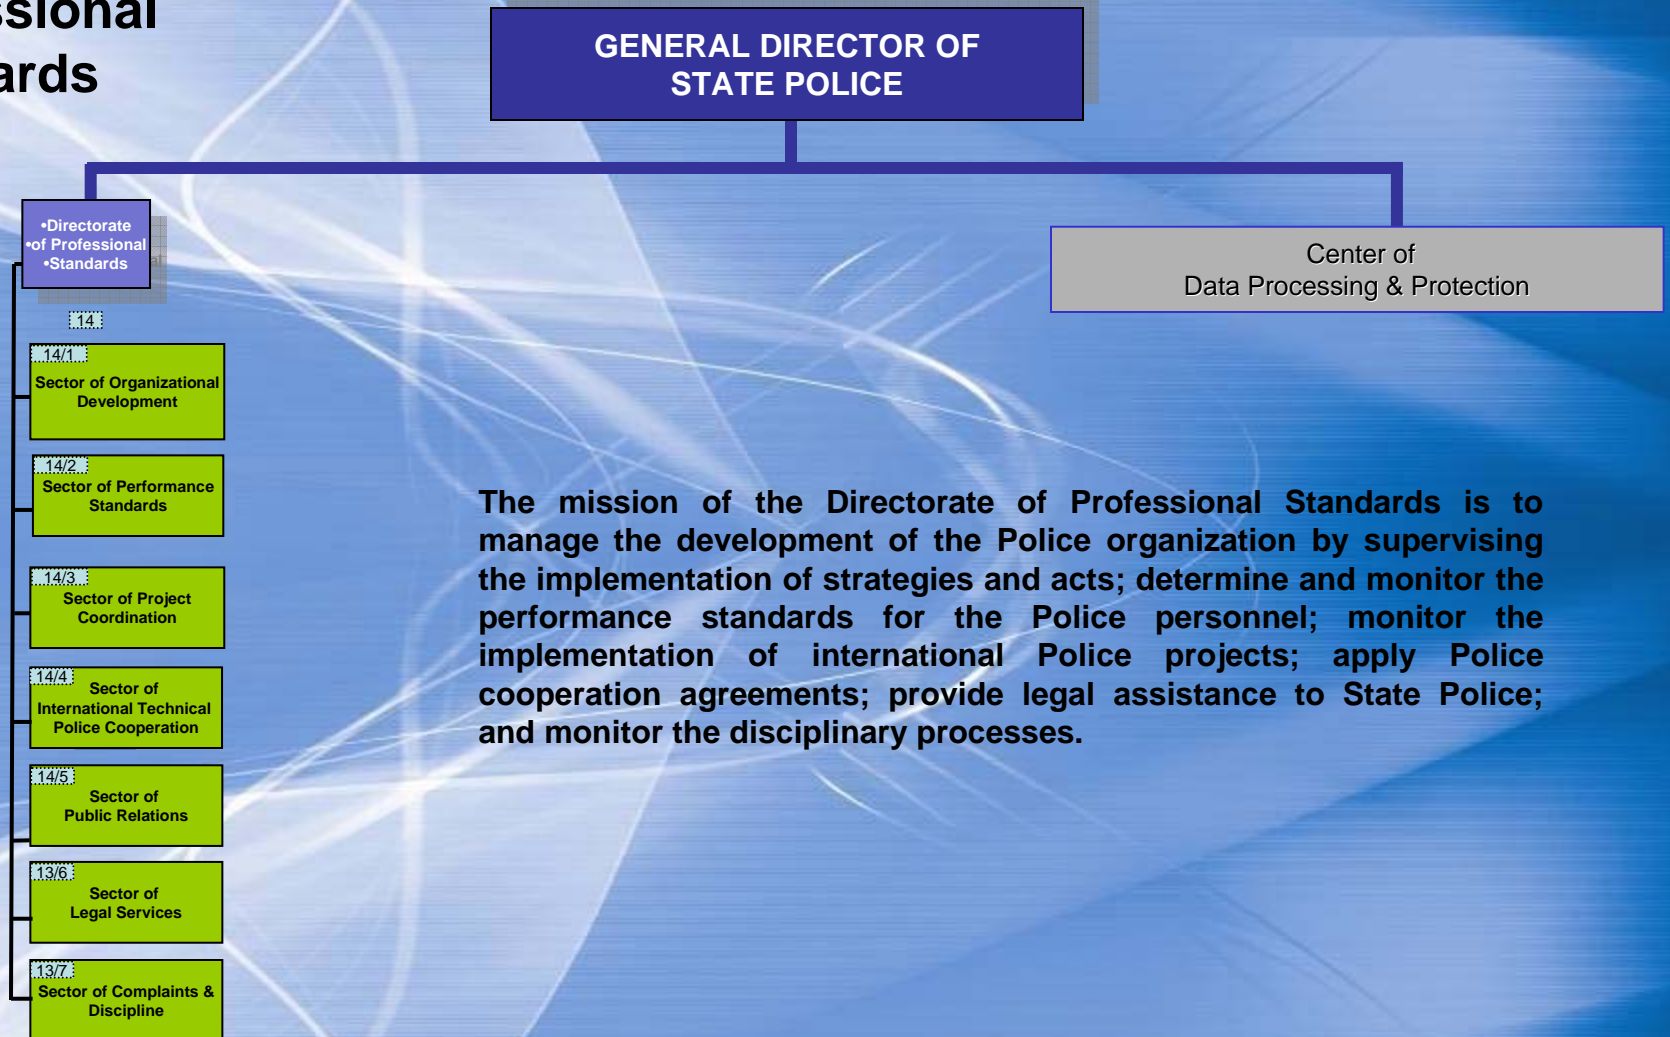 ssional
ards
GENERAL DIRECTOR OF
STATE POLICE
•Directorate
•of Professional
•Standards
Center of
Data Processing & Protection
14
14/1
Sector of Organizational
Development
14/2
Sector of Performance
Standards
14/3
Sector of Project
Coordination
14/4
Sector of
International Technical
Police Cooperation
14/5
Sector of
Public Relations
13/6
Sector of
Legal Services
13/7
Sector of Complaints &
Discipline
The mission of the Directorate of Professional Standards is to
manage the development of the Police organization by supervising
the implementation of strategies and acts; determine and monitor the
performance standards for the Police personnel; monitor the
implementation of international Police projects; apply Police
cooperation agreements; provide legal assistance to State Police;
and monitor the disciplinary processes.